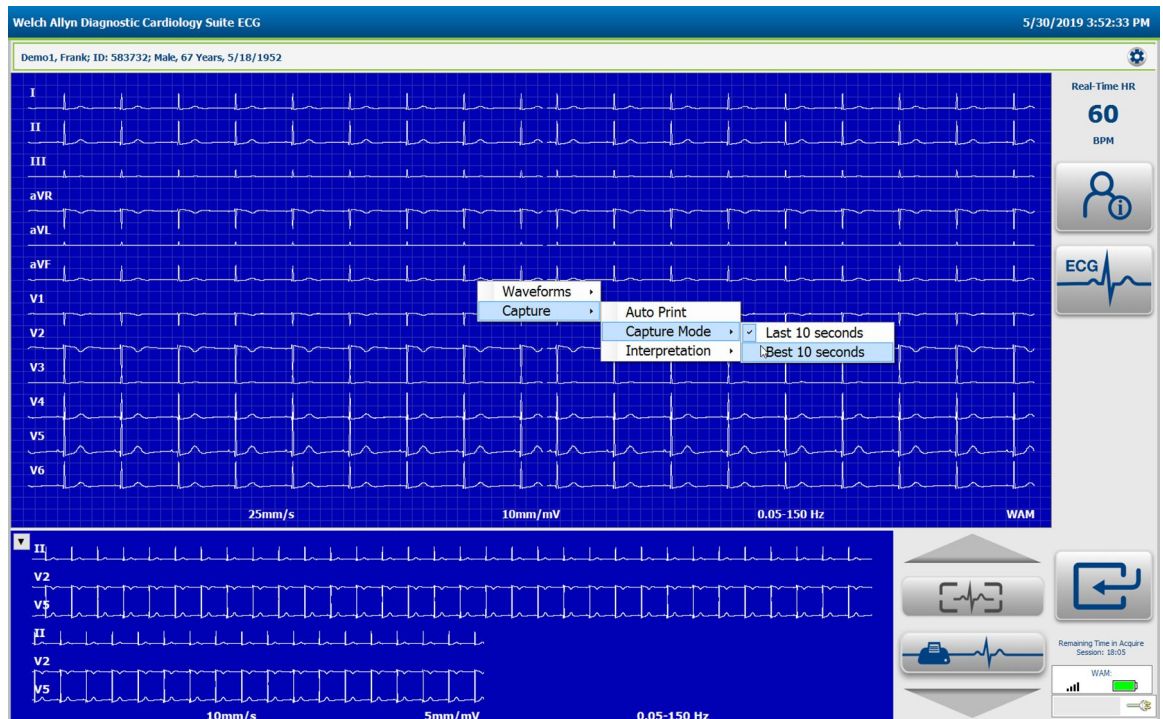 Welch Allyn Diagnostic Cardiology Suite ECG
5/30/2019 3:52:33 PM
Demo1, Frank; ID: 583732; Male, 67 Years, 5/18/1952
I
II
III
aVR
aVL
aVF
V1
V2
V3
V4
V5
V6
Waveforms
Capture
Auto Print
Capture Mode
Interpretation
Last 10 seconds
Best 10 seconds
25mm/s 10mm/mV 0.05-150 Hz WAM
Real-Time HR
60
BPM
ECG
II
V2
V5
II
V2
V5
10mm/s 5mm/mV 0.05-150 Hz
Remaining Time in Acquire
Session: 18:05
WAM: